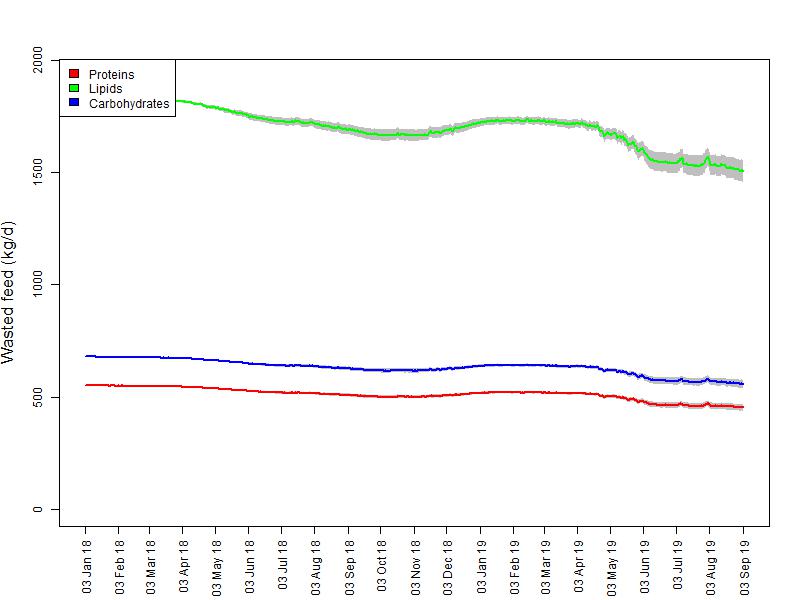 Proteins
Lipids
Carbohydrates
Wasted feed (kg/d)
2000
1500
1000
500
0
03 Jan 18
03 Feb 18
03 Mar 18
03 Apr 18
03 May 18
03 Jun 18
03 Jul 18
03 Aug 18
03 Sep 18
03 Oct 18
03 Nov 18
03 Dec 18
03 Jan 19
03 Feb 19
03 Mar 19
03 Apr 19
03 May 19
03 Jun 19
03 Jul 19
03 Aug 19
03 Sep 19